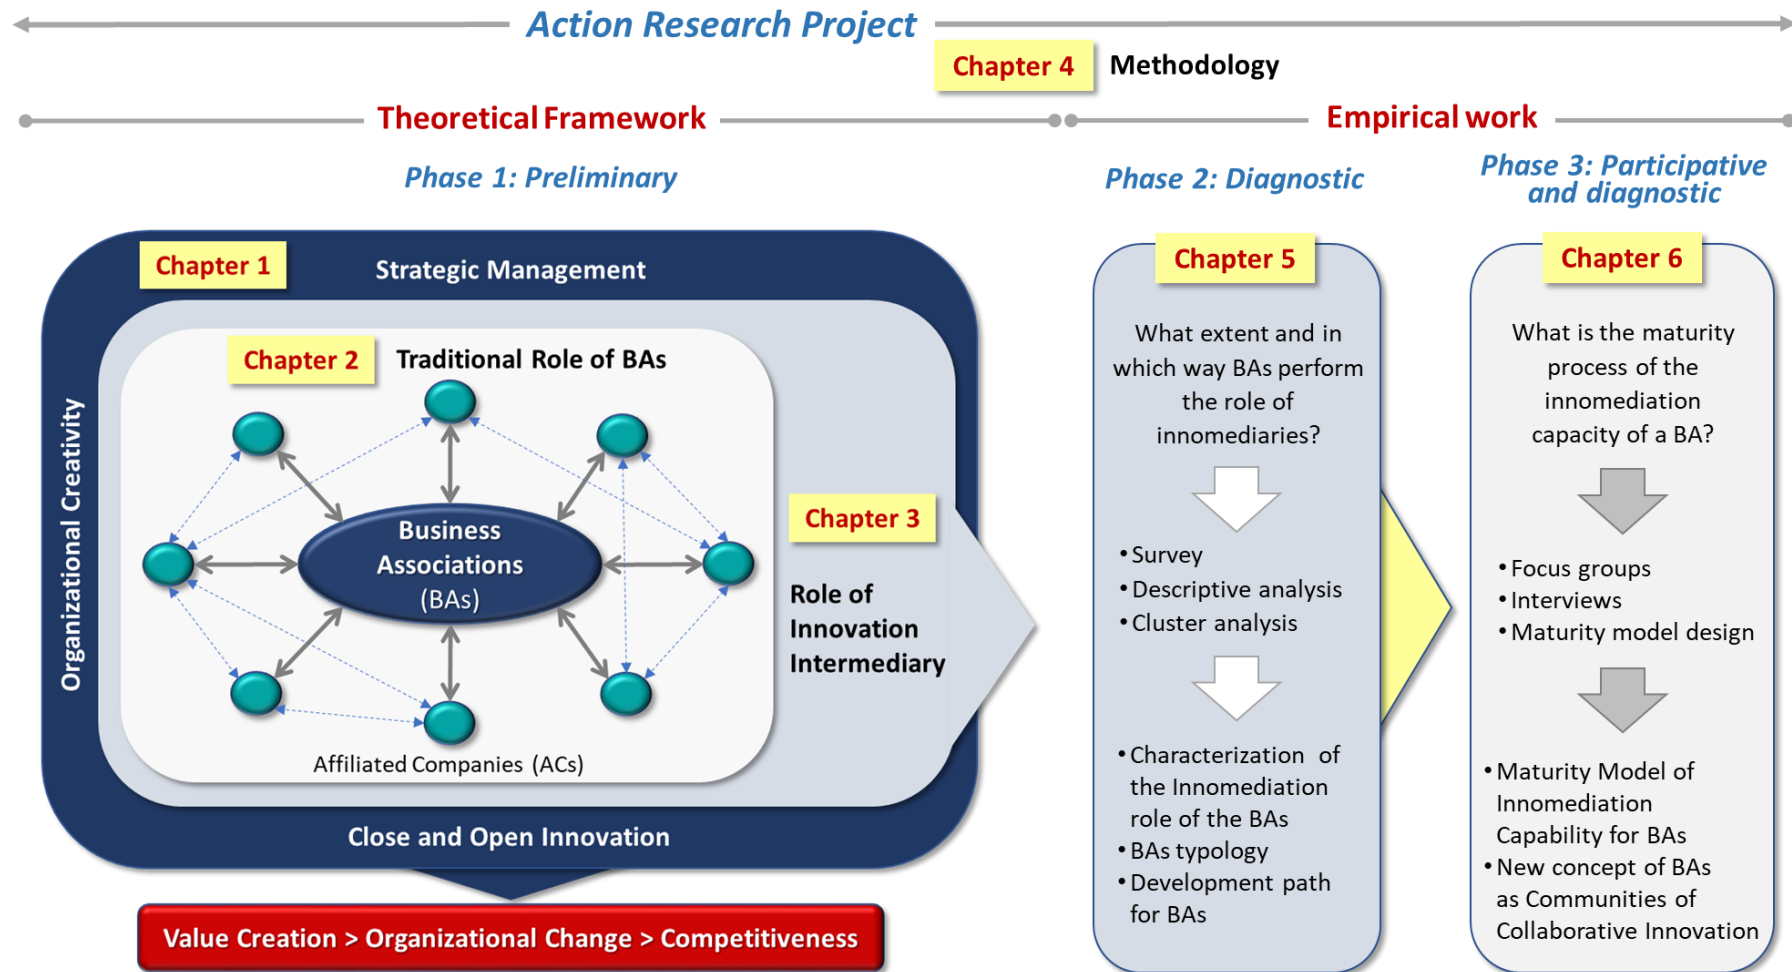 Action Research Project
Chapter 4 Methodology
Theoretical Framework
Empirical work
Phase 1: Preliminary
Phase 2: Diagnostic
Phase 3: Participative
and diagnostic
Chapter 1
Strategic Management
Organizational Creativity
Chapter 2
Traditional Role of BAs
Business
Associations
(BAs)
Affiliated Companies (ACs)
Chapter 3
Role of
Innovation
Intermediary
Close and Open Innovation
Value Creation > Organizational Change > Competitiveness
Chapter 5
What extent and in
which way BAs perform
the role of
innomediaries?
• Survey
• Descriptive analysis
• Cluster analysis
• Characterization of
the Innomediation
role of the BAs
• BAs typology
• Development path
for BAs
Chapter 6
What is the maturity
process of the
innomediation
capacity of a BA?
• Focus groups
• Interviews
• Maturity model design
• Maturity Model of
Innomediation
Capability for BAs
• New concept of BAs
as Communities of
Collaborative Innovation